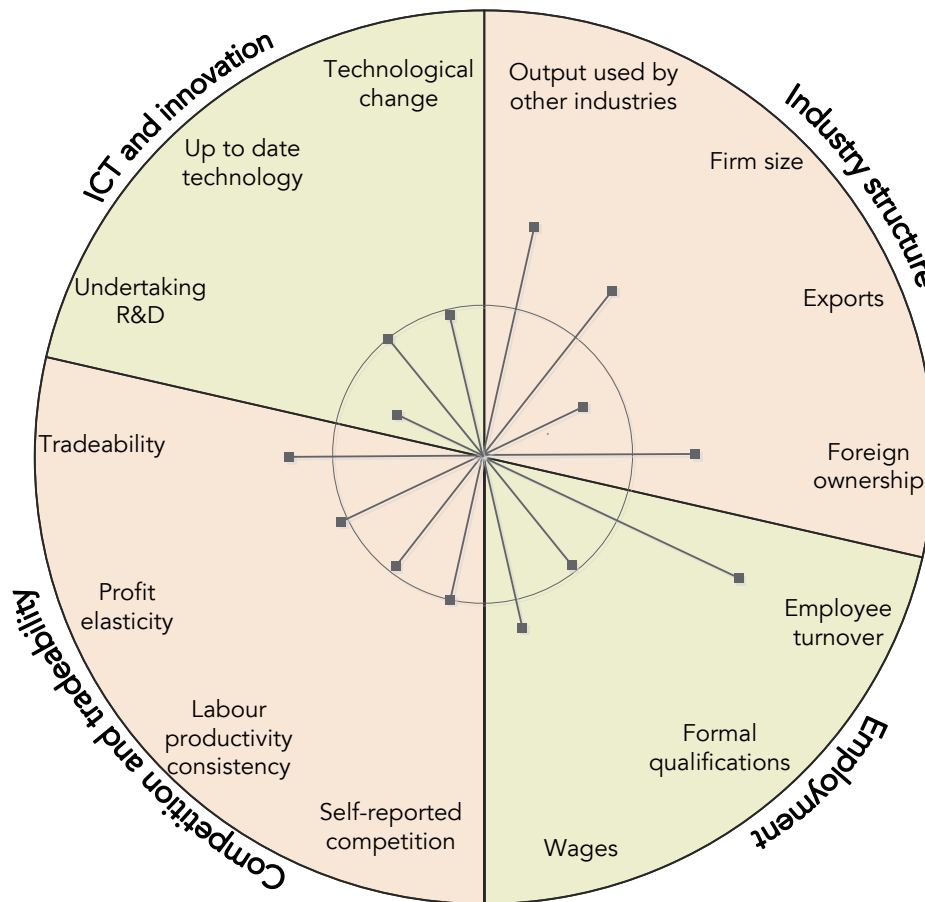 ICT and innovation
Technological
change
Up to date
technology
Undertaking
R&D
Industry structure
Output used by
other industries
Firm size
Exports
Foreign
ownership
Competition and tradeability
Tradeability
Profit
elasticity
Labour
productivity
consistency
Self-reported
competition
Employment
Employee
turnover
Formal
qualifications
Wages